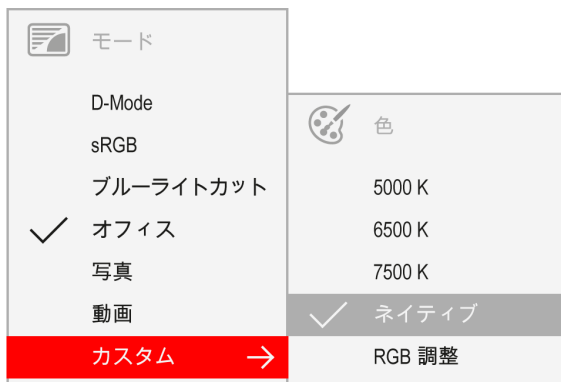 モード
D-Mode
sRGB
ブルーライトカット
オフィス
写真
動画
カスタム
色
5000 K
6500 K
7500 K
ネイティブ
RGB 調整